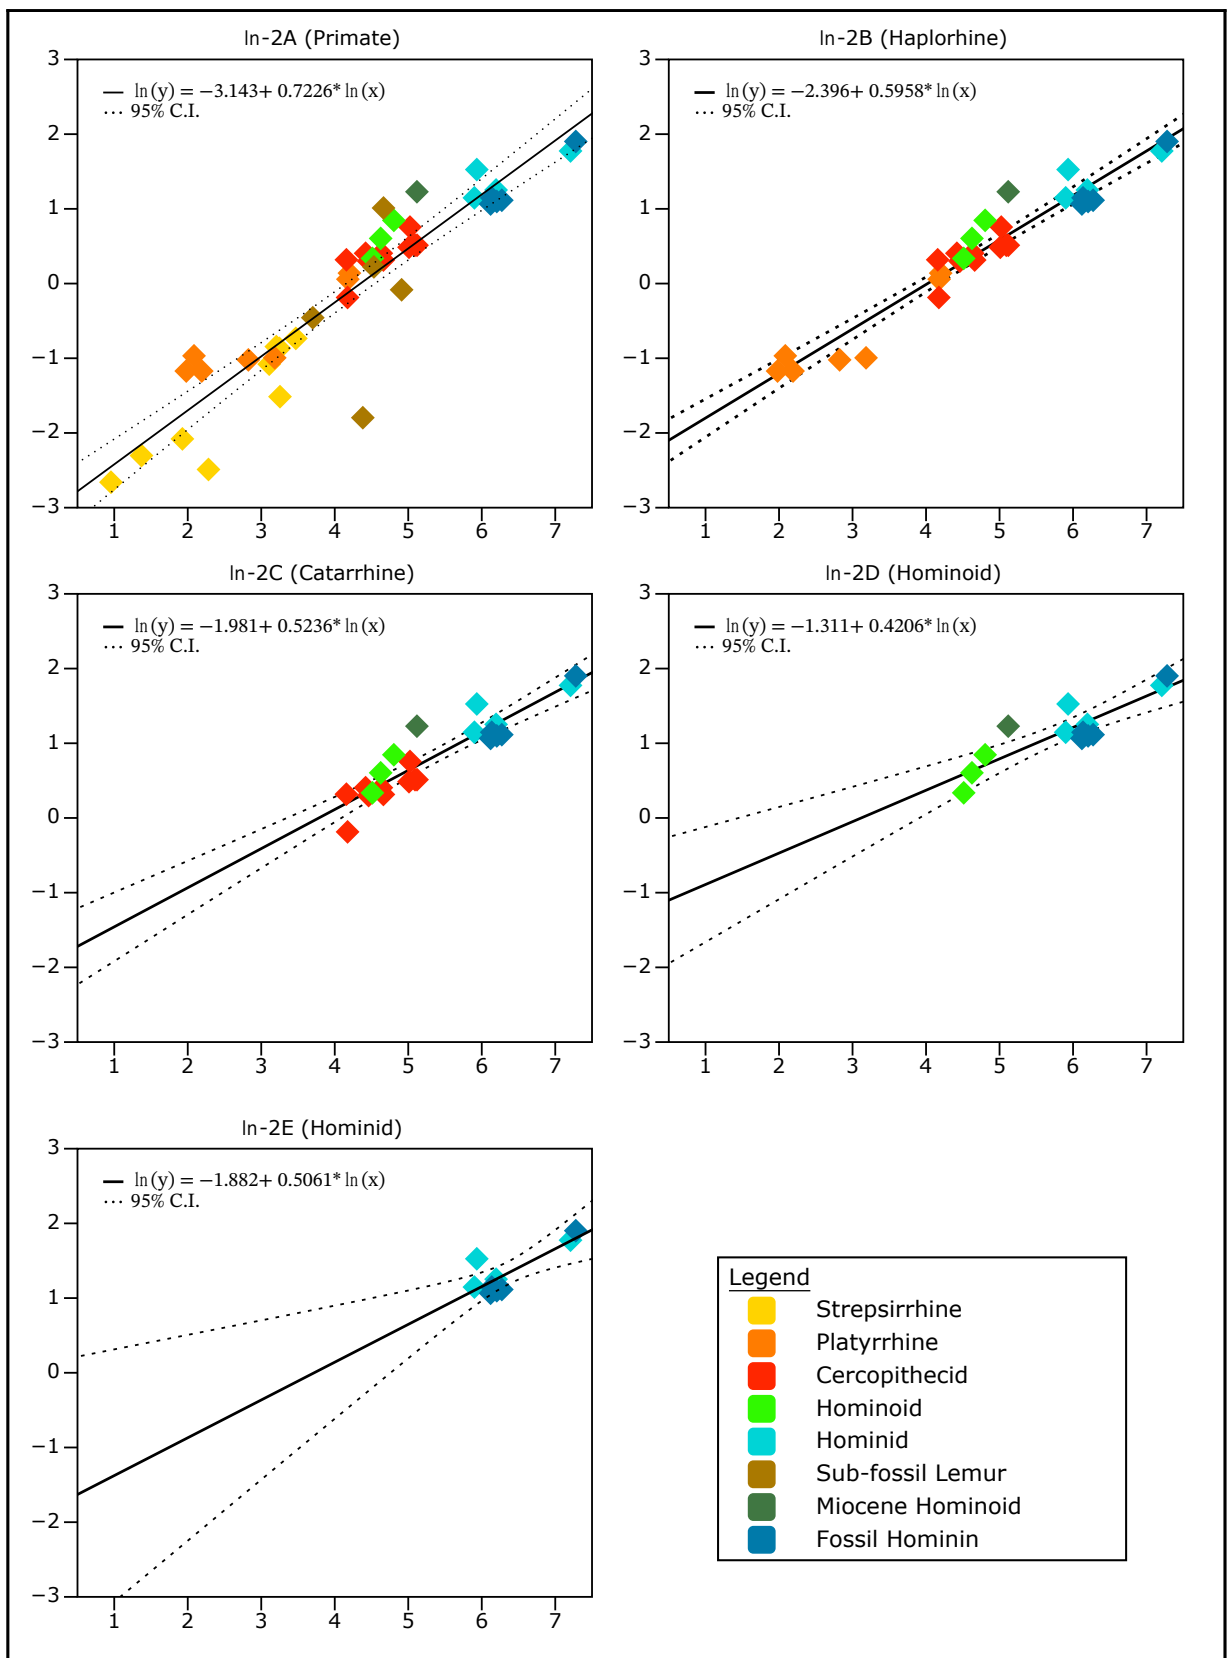 ln-2A (Primate)
3
2
1
0
−1
−2
−3
ln(y) = −3.143+ 0.7226* ln(x)
95% C.I.
1 2 3 4 5 6 7
ln-2B (Haplorhine)
3
2
1
0
−1
−2
−3
ln(y) = −2.396+ 0.5958* ln(x)
95% C.I.
1 2 3 4 5 6 7
ln-2C (Catarrhine)
3
2
1
0
−1
−2
−3
ln(y) = −1.981+ 0.5236* ln(x)
95% C.I.
1 2 3 4 5 6 7
ln-2D (Hominoid)
3
2
1
0
−1
−2
−3
ln(y) = −1.311+ 0.4206* ln(x)
95% C.I.
1 2 3 4 5 6 7
ln-2E (Hominid)
3
2
1
0
−1
−2
−3
ln(y) = −1.882+ 0.5061* ln(x)
95% C.I.
1 2 3 4 5 6 7
Legend
Strepsirrhine
Platyrrhine
Cercopithecid
Hominoid
Hominid
Sub-fossil Lemur
Miocene Hominoid
Fossil Hominin